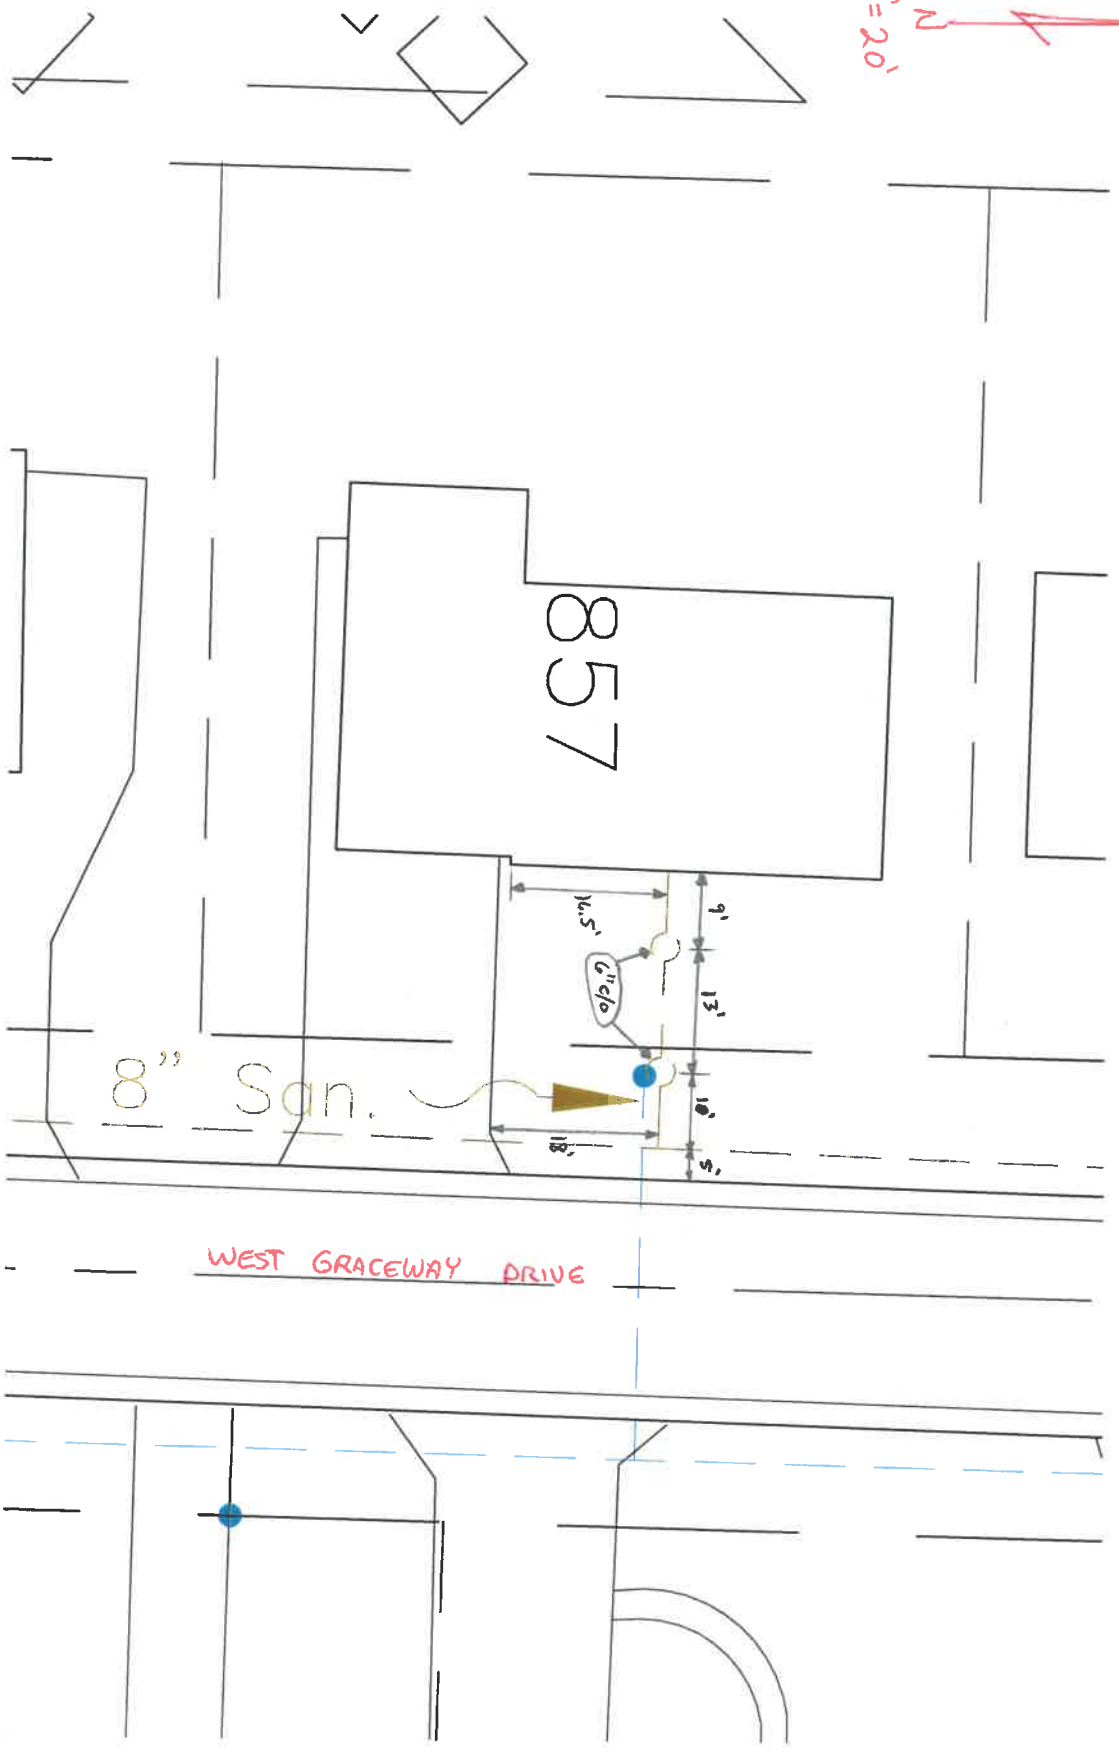 N
= 20'
857
9'
16.5'
6" c/o
13'
10'
8" San.
18'
5'
WEST GRACEWAY DRIVE